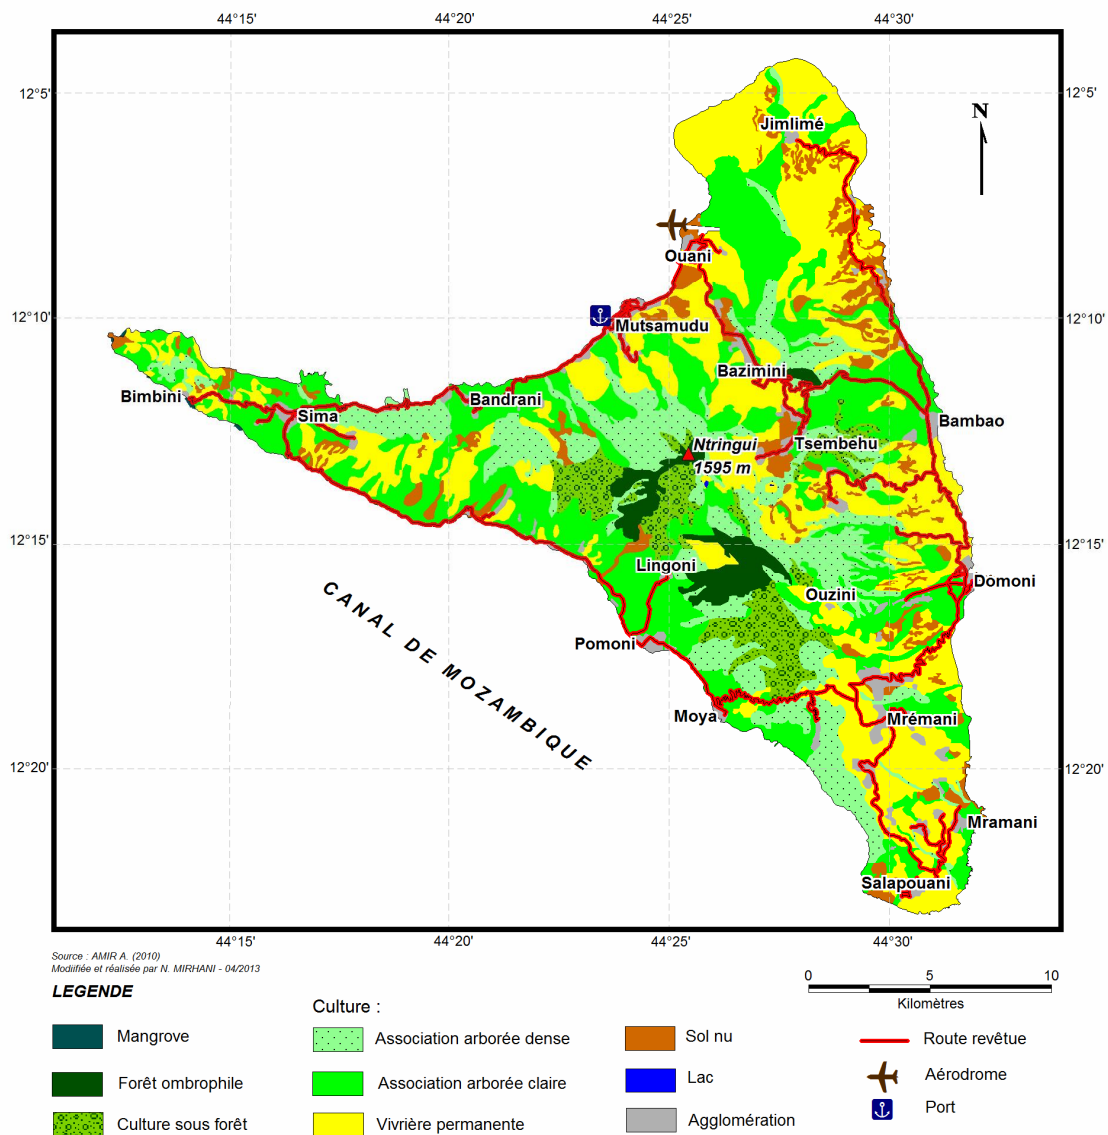 44°15' 44°20' 44°25' 44°30'
12°5' 12°5'
N
Jimlimé
Ouani
12°10' 12°10'
Mutsamudu
Bazimini
Bimbini
Bandrani
Sima
Bambao
Ntringui
1595 m
Tsembehu
12°15' 12°15'
Lingoni
Dômoni
Ouzini
CANAL DE MOZAMBIQUE
Pomoni
Moya
Mrémani
12°20' 12°20'
Mramani
Salapouani
44°15' 44°20' 44°25' 44°30'
Source : AMIR A. (2010)
Modiifiée et réalisée par N. MIRHANI - 04/2013
0 5 10
Kilomètres
LEGENDE
Culture :
Mangrove
Association arborée dense
Sol nu
Route revêtue
Forêt ombrophile
Association arborée claire
Lac
Aérodrome
Culture sous forêt
Vivrière permanente
Agglomération
Port